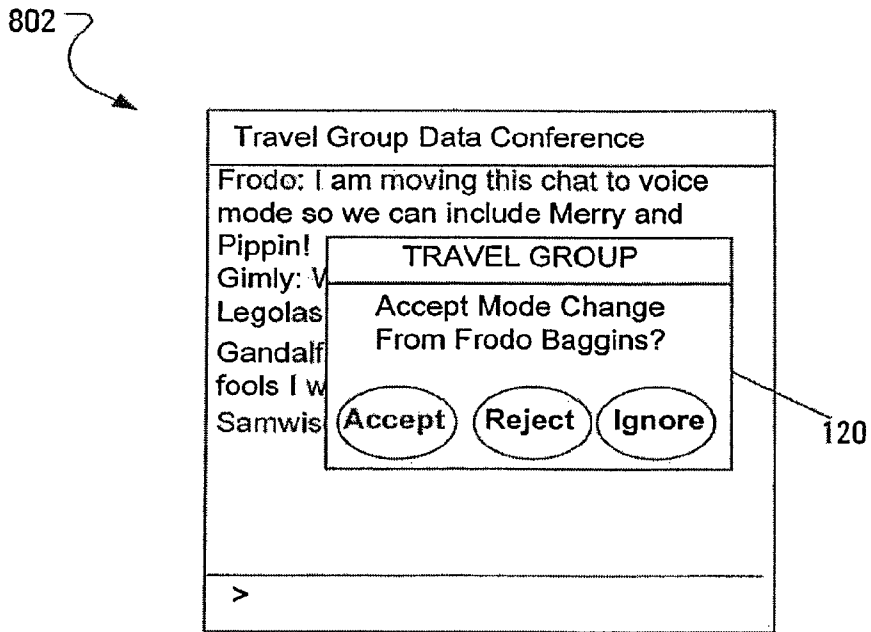 802
Travel Group Data Conference
Frodo: I am moving this chat to voice
mode so we can include Merry and
Pippin!
Gimly:
Legolas
Gandalf
fools I
Samwis
TRAVEL GROUP
Accept Mode Change
From Frodo Baggins?
Accept Reject Ignore
120
>